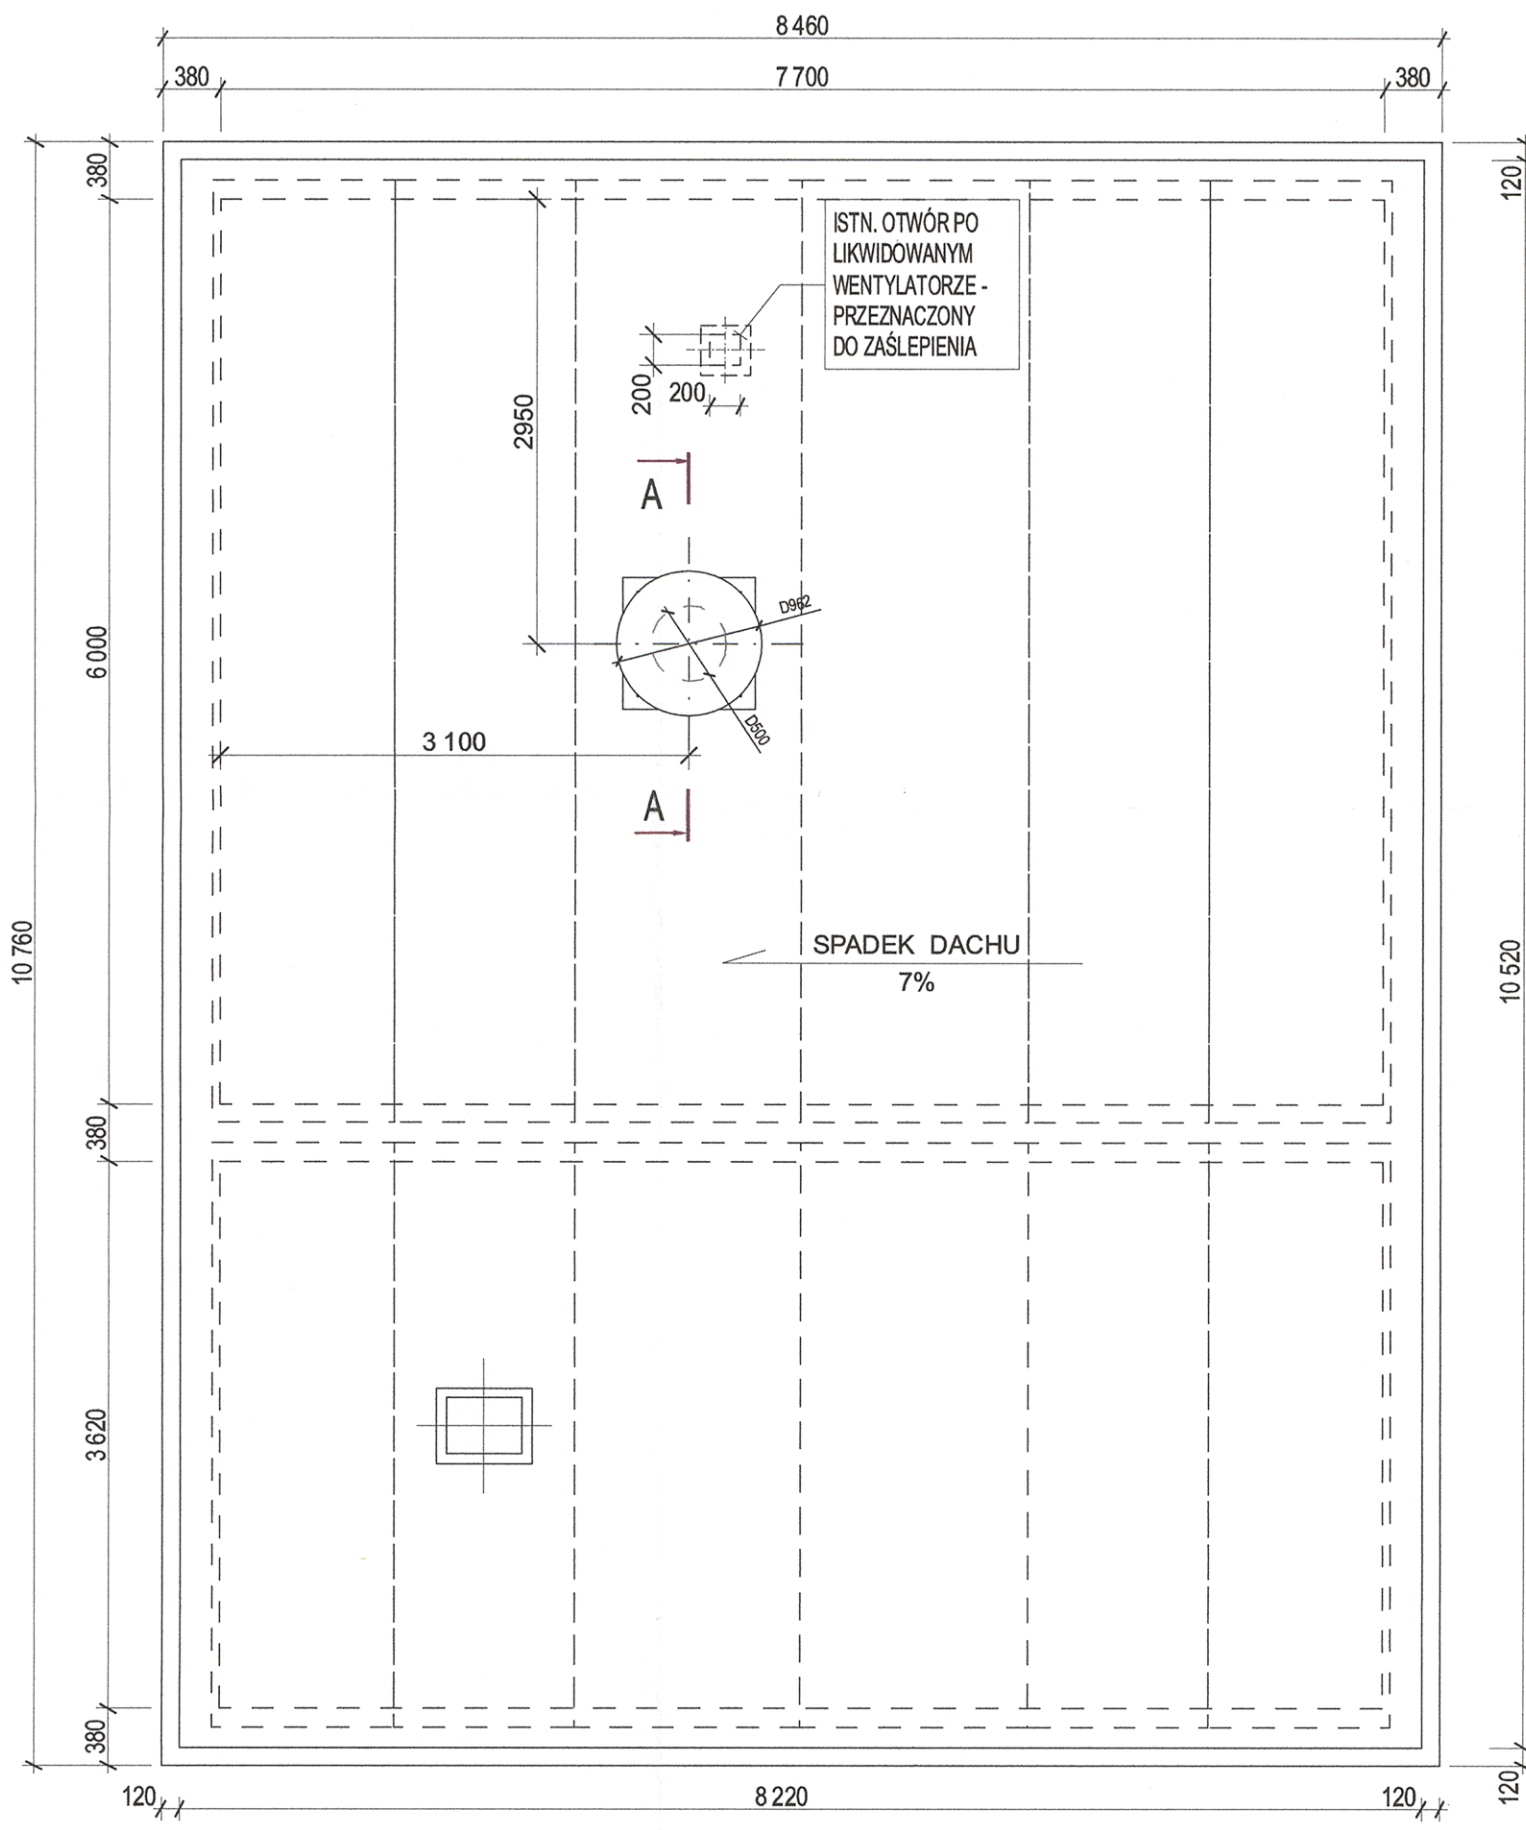 8 460
380
7 700
380
380
120
ISTN. OTWÓR PO
LIKWIDOWANYM
WENTYLATORZE -
PRZEZNACZONY
DO ZAŚLEPIENIA
200
200
2950
A
D962
6 000
D500
3 100
A
SPADEK DACHU
7%
10 760
10 520
380
3 620
380
120
8 220
120
120